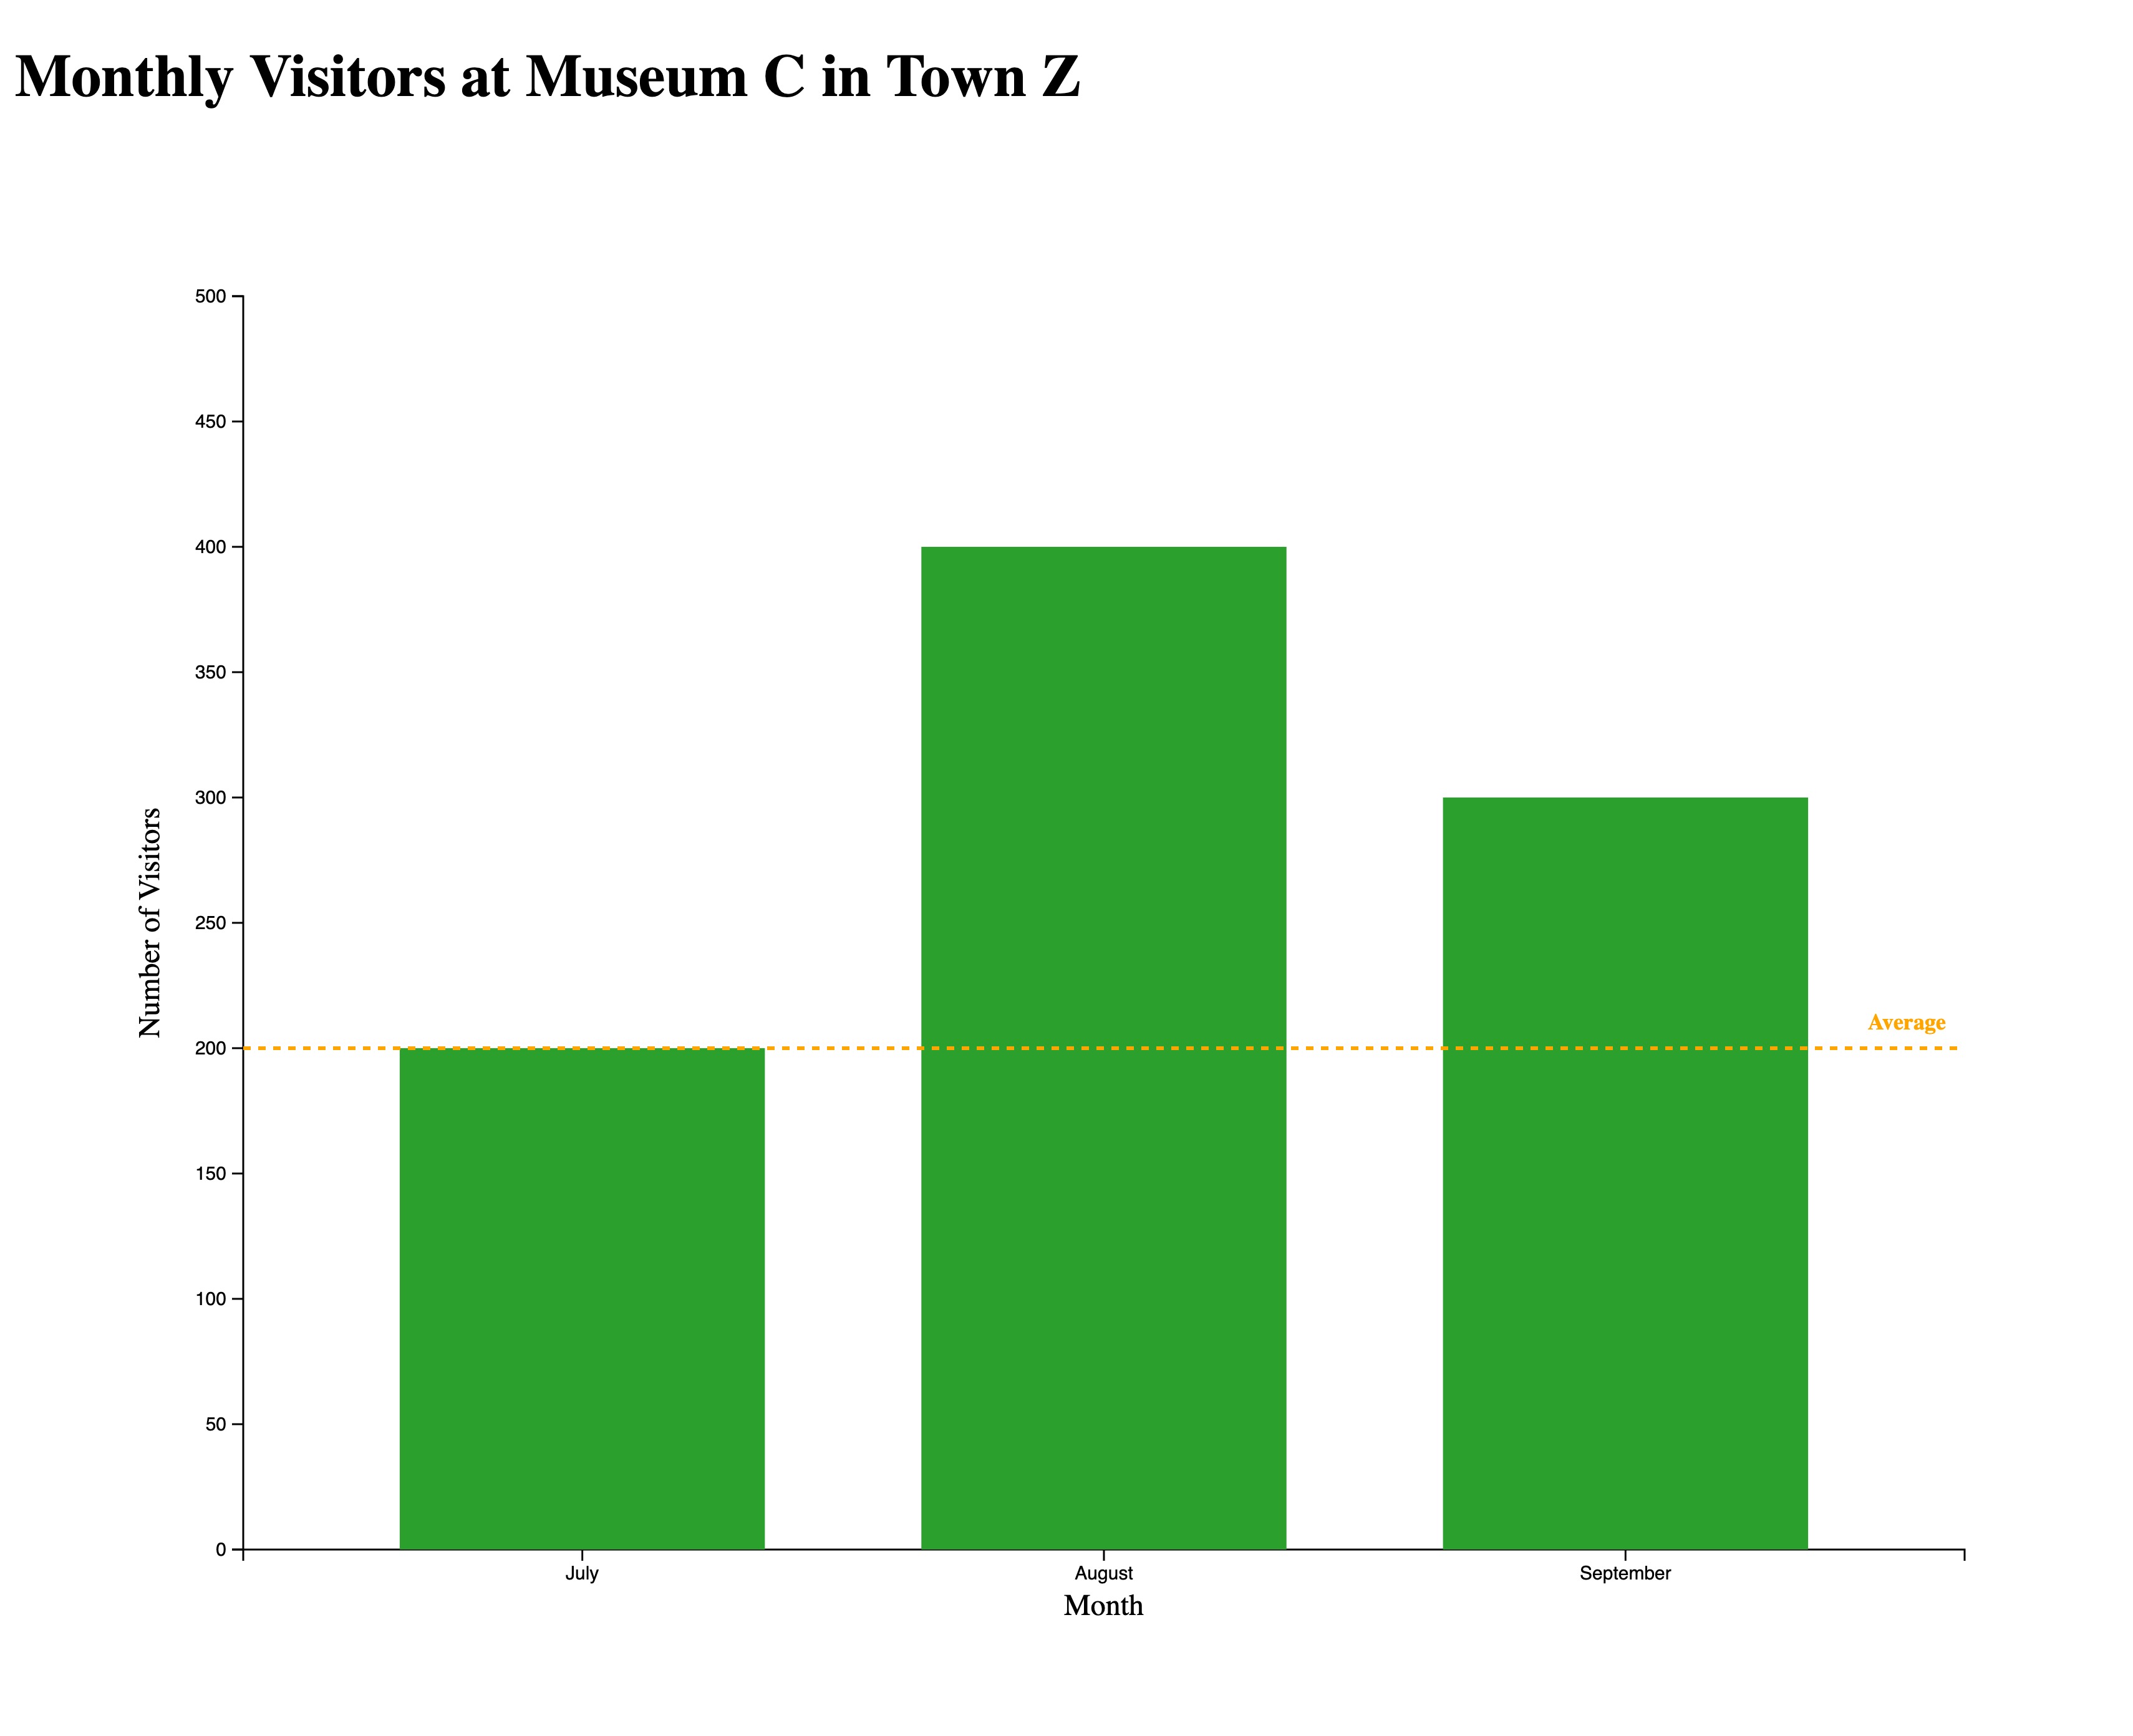 Monthly Visitors at Museum C in Town Z
500
450
400
350
300
250
200
150
100
50
0
Number of Visitors
Average
July
August
September
Month